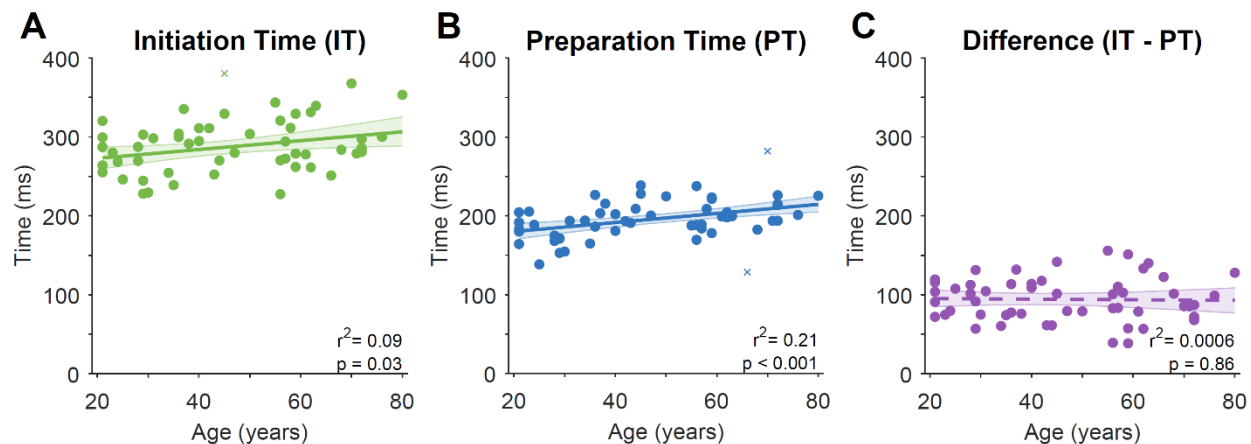 A
Initiation Time (IT)
400
300
200
100
0
Time (ms)
r²= 0.09
p = 0.03
20 40 60 80
Age (years)
B
Preparation Time (PT)
400
300
200
100
0
Time (ms)
r²= 0.21
p < 0.001
20 40 60 80
Age (years)
C
Difference (IT - PT)
400
300
200
100
0
Time (ms)
r²= 0.0006
p = 0.86
20 40 60 80
Age (years)